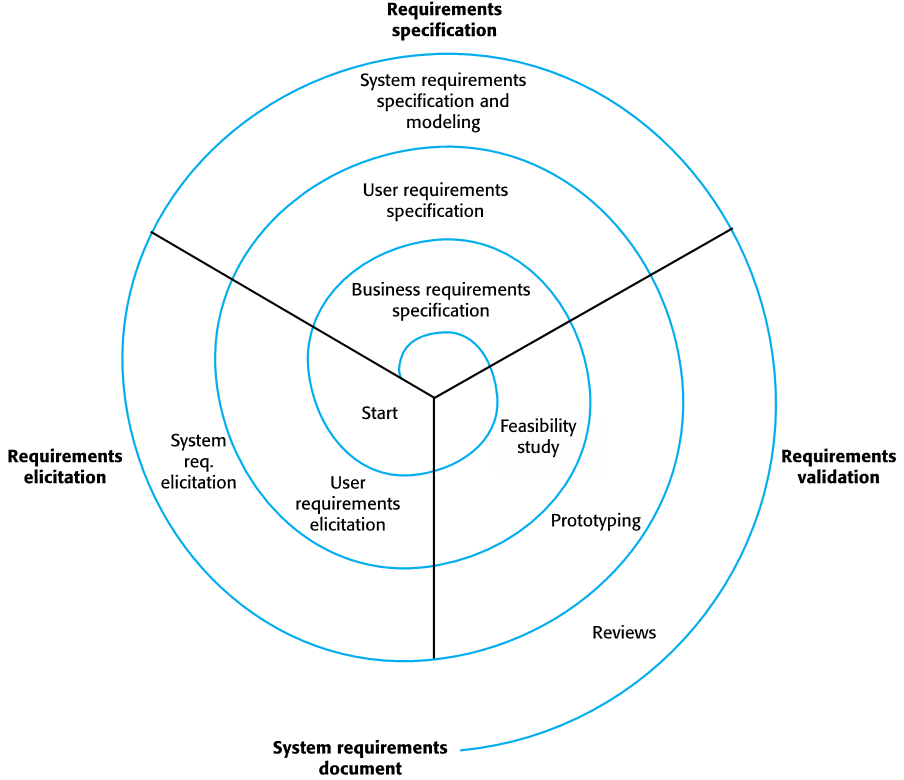 Requirements
specification
System requirements
specification and
modeling
User requirements
specification
Business requirements
specification
Start
Feasibility
study
System
req.
elicitation
Requirements
elicitation
Requirements
validation
User
requirements
elicitation
Prototyping
Reviews
System requirements
document